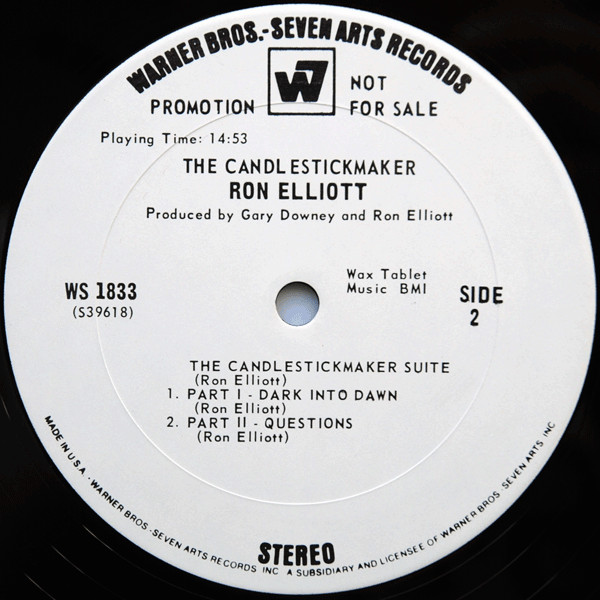 WARNER BROS.-SEVEN ARTS RECORDS
W7
PROMOTION
NOT
FOR SALE
Playing Time: 14:53
THE CANDLESTICKMAKER
RON ELLIOTT
Produced by Gary Downey and Ron Elliott
WS 1833
(S39618)
Wax Tablet
Music BMI
SIDE
2
THE CANDLESTICKMAKER SUITE
(Ron Elliott)
1. PART I - DARK INTO DAWN
(Ron Elliott)
2. PART II - QUESTIONS
(Ron Elliott)
STEREO
MADE IN U.S.A. - WARNER BROS.-SEVEN ARTS RECORDS INC A SUBSIDIARY AND LICENSEE OF WARNER BROS. SEVEN ARTS, INC